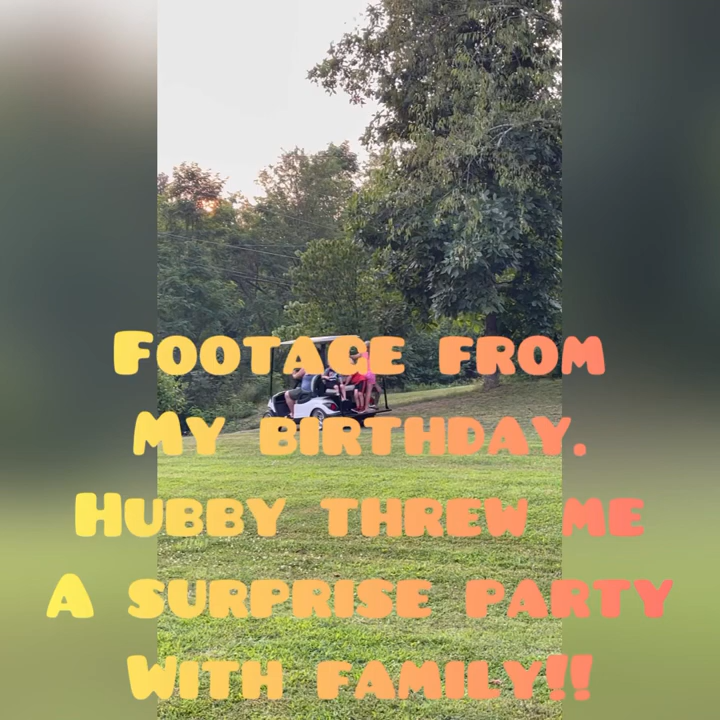 Footage from
My birthday.
Hubby threw me
A surprise party
With family!!